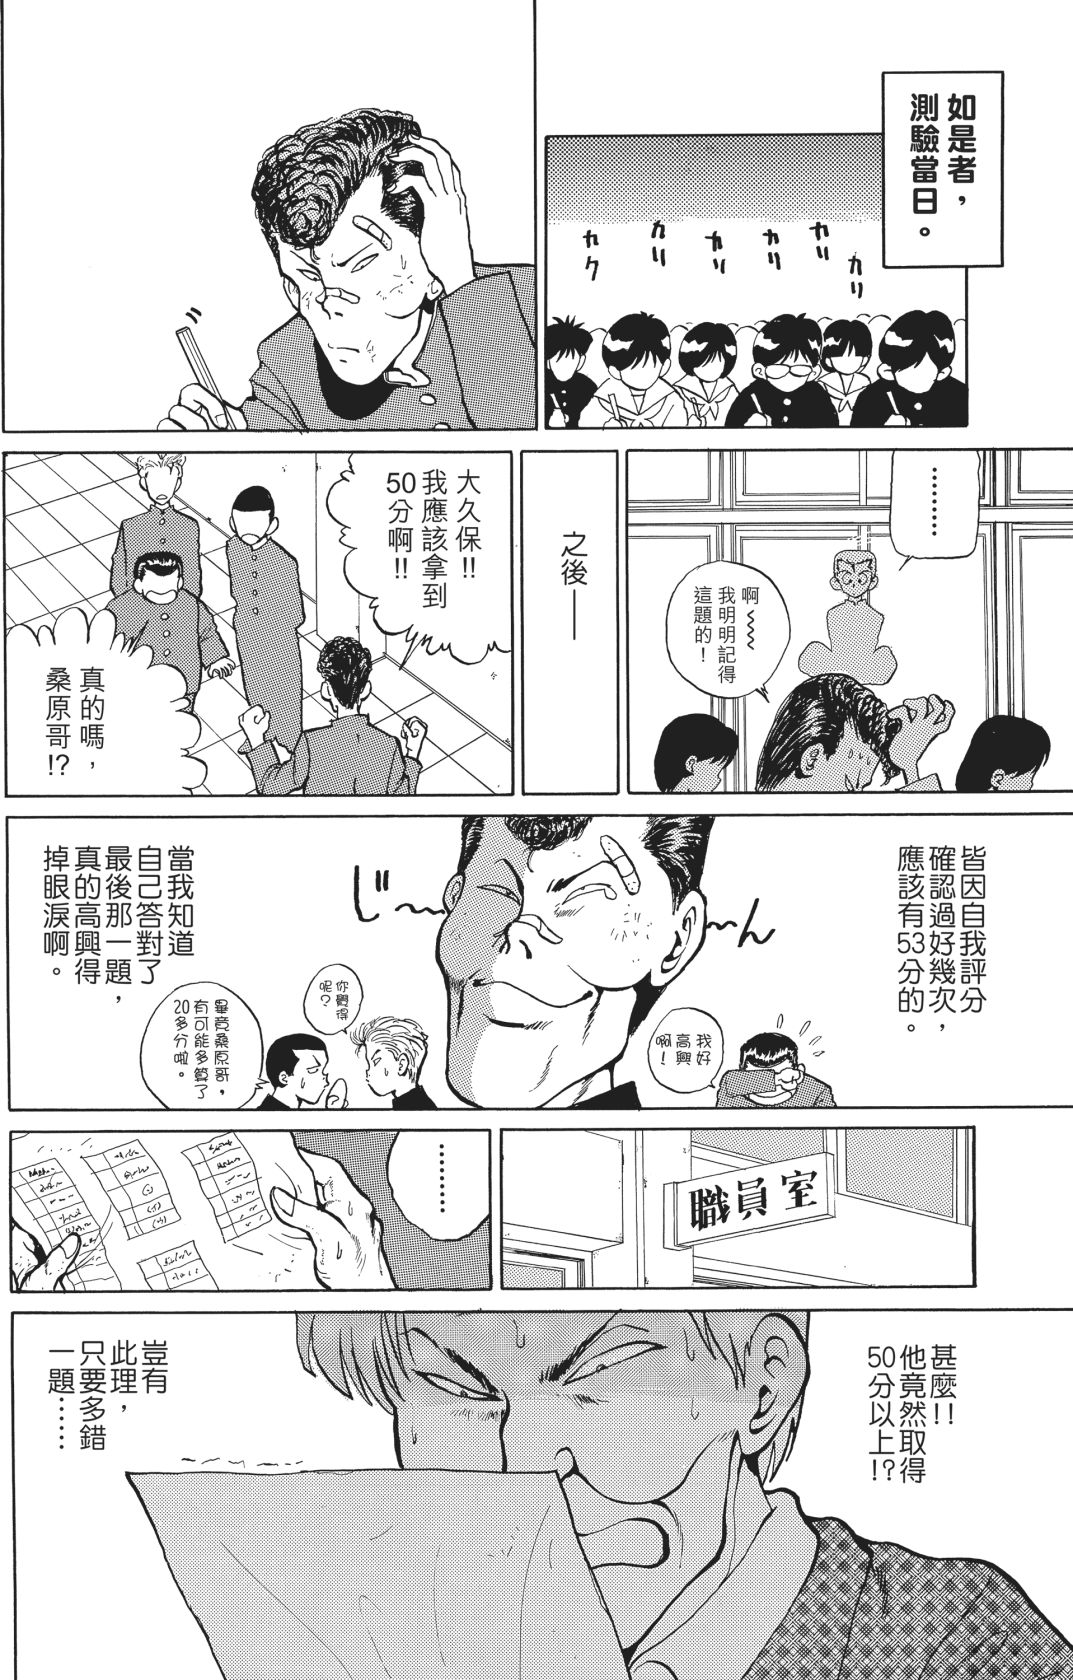 如是者，
測驗當日。
カリ
カリ
カリ
カリ
カリ
カク
………
啊
我明明記得
這題的！
之後—
大久保!!
我應該拿到
50分啊!!
真的嗎，
桑原哥!?
皆因自我評分
確認過好幾次，
應該有53分的。
じ〜〜ん
我好
高興
啊！
你覺得
呢？
畢竟桑原哥，
有可能多算了
20多分啦。
當我知道
自己答對了
最後那一題，
真的高興得
掉眼淚啊。
職員室
………
甚麼!!
他竟然取得
50分以上!?
豈有
此理，
只要多錯
一題……